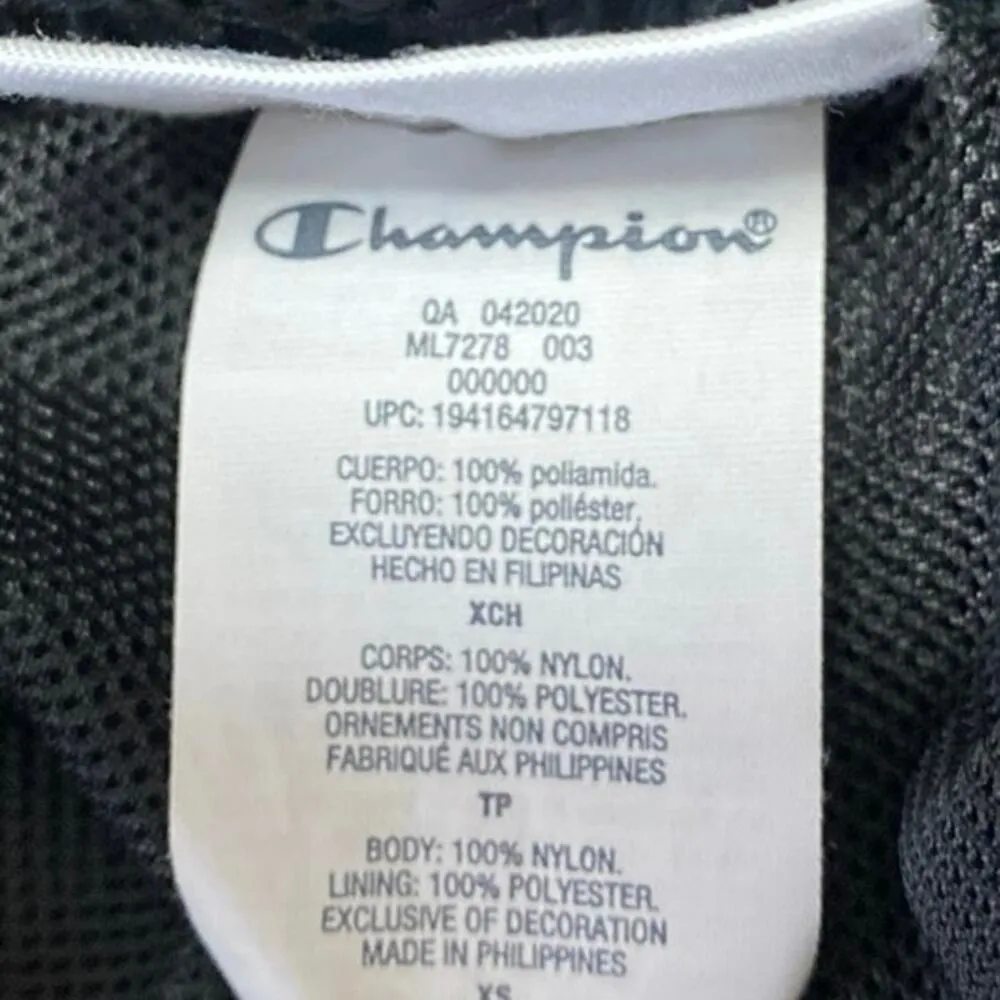 Champion®
QA 042020
ML7278 003
000000
UPC: 194164797118
CUERPO: 100% poliamida.
FORRO: 100% poliéster.
EXCLUYENDO DECORACIÓN
HECHO EN FILIPINAS
XCH
CORPS: 100% NYLON.
DOUBLURE: 100% POLYESTER.
ORNEMENTS NON COMPRIS
FABRIQUÉ AUX PHILIPPINES
TP
BODY: 100% NYLON.
LINING: 100% POLYESTER.
EXCLUSIVE OF DECORATION
MADE IN PHILIPPINES
XS